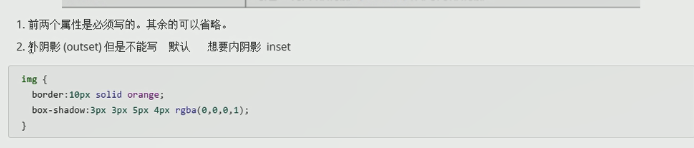 1. 前两个属性是必须写的。其余的可以省略。
2. 外阴影 (outset) 但是不能写 默认 想要内阴影 inset
img {
border:10px solid orange;
box-shadow:3px 3px 5px 4px rgba(0,0,0,1);
}